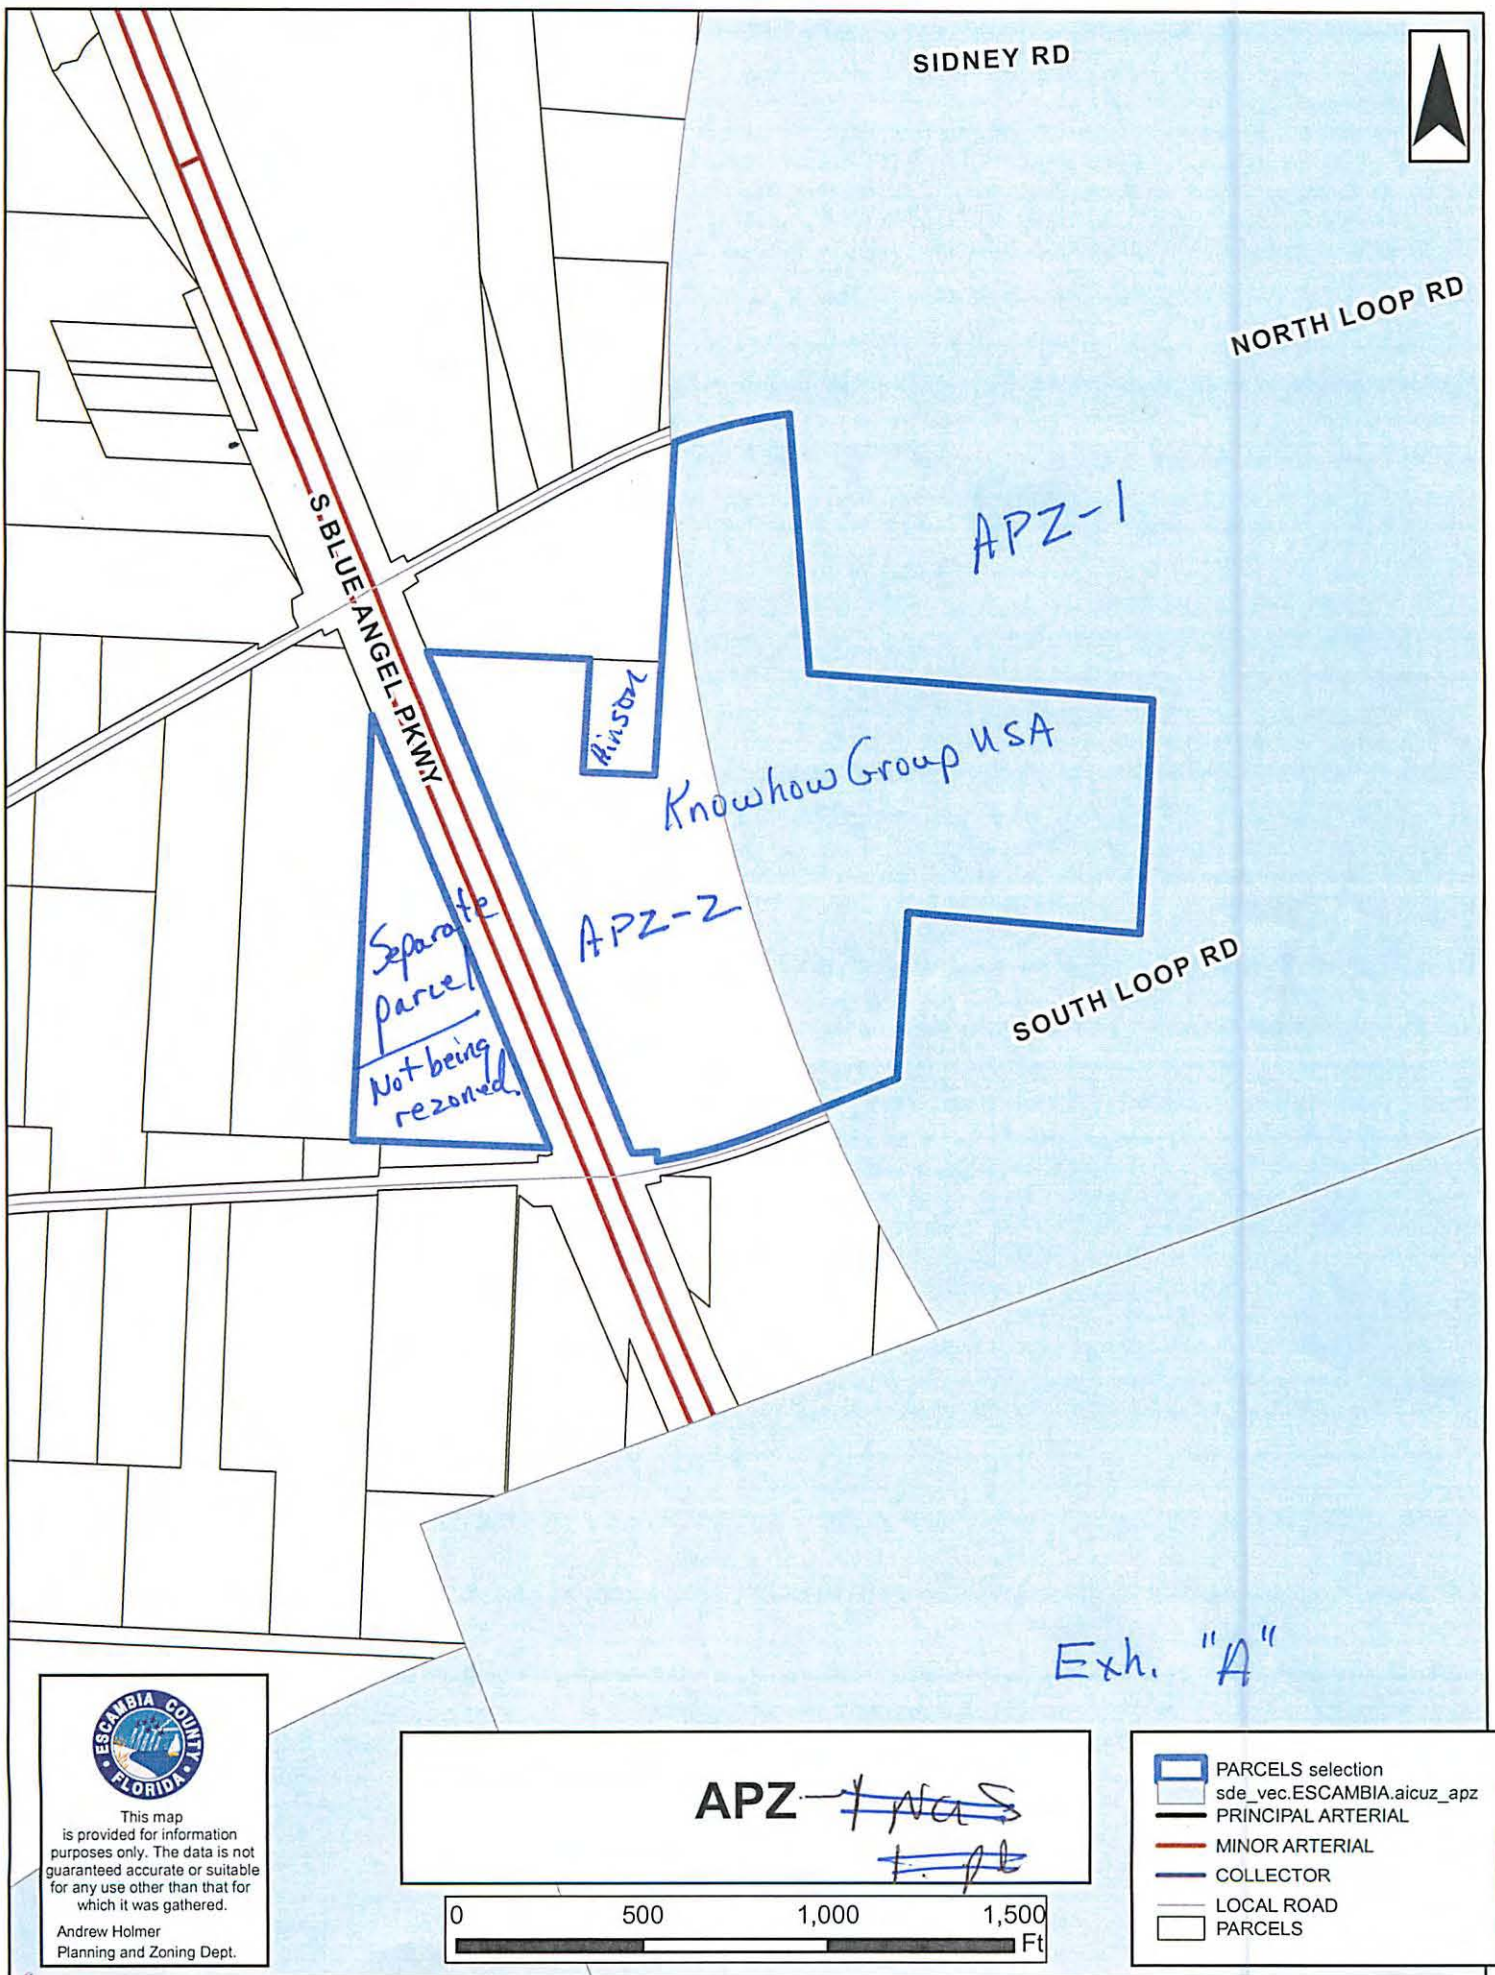 SIDNEY RD
NORTH LOOP RD
APZ-1
S. BLUE ANGEL PKWY
Knowhow Group USA
APZ-2
Separate
parcel
Not being
rezoned.
SOUTH LOOP RD
Exh. "A"
ESCAMBIA COUNTY
FLORIDA
This map
is provided for information
purposes only. The data is not
guaranteed accurate or suitable
for any use other than that for
which it was gathered.
Andrew Holmer
Planning and Zoning Dept.
APZ
0 500 1,000 1,500
Ft
PARCELS selection
sde_vec.ESCAMBIA.aicuz_apz
PRINCIPAL ARTERIAL
MINOR ARTERIAL
COLLECTOR
LOCAL ROAD
PARCELS